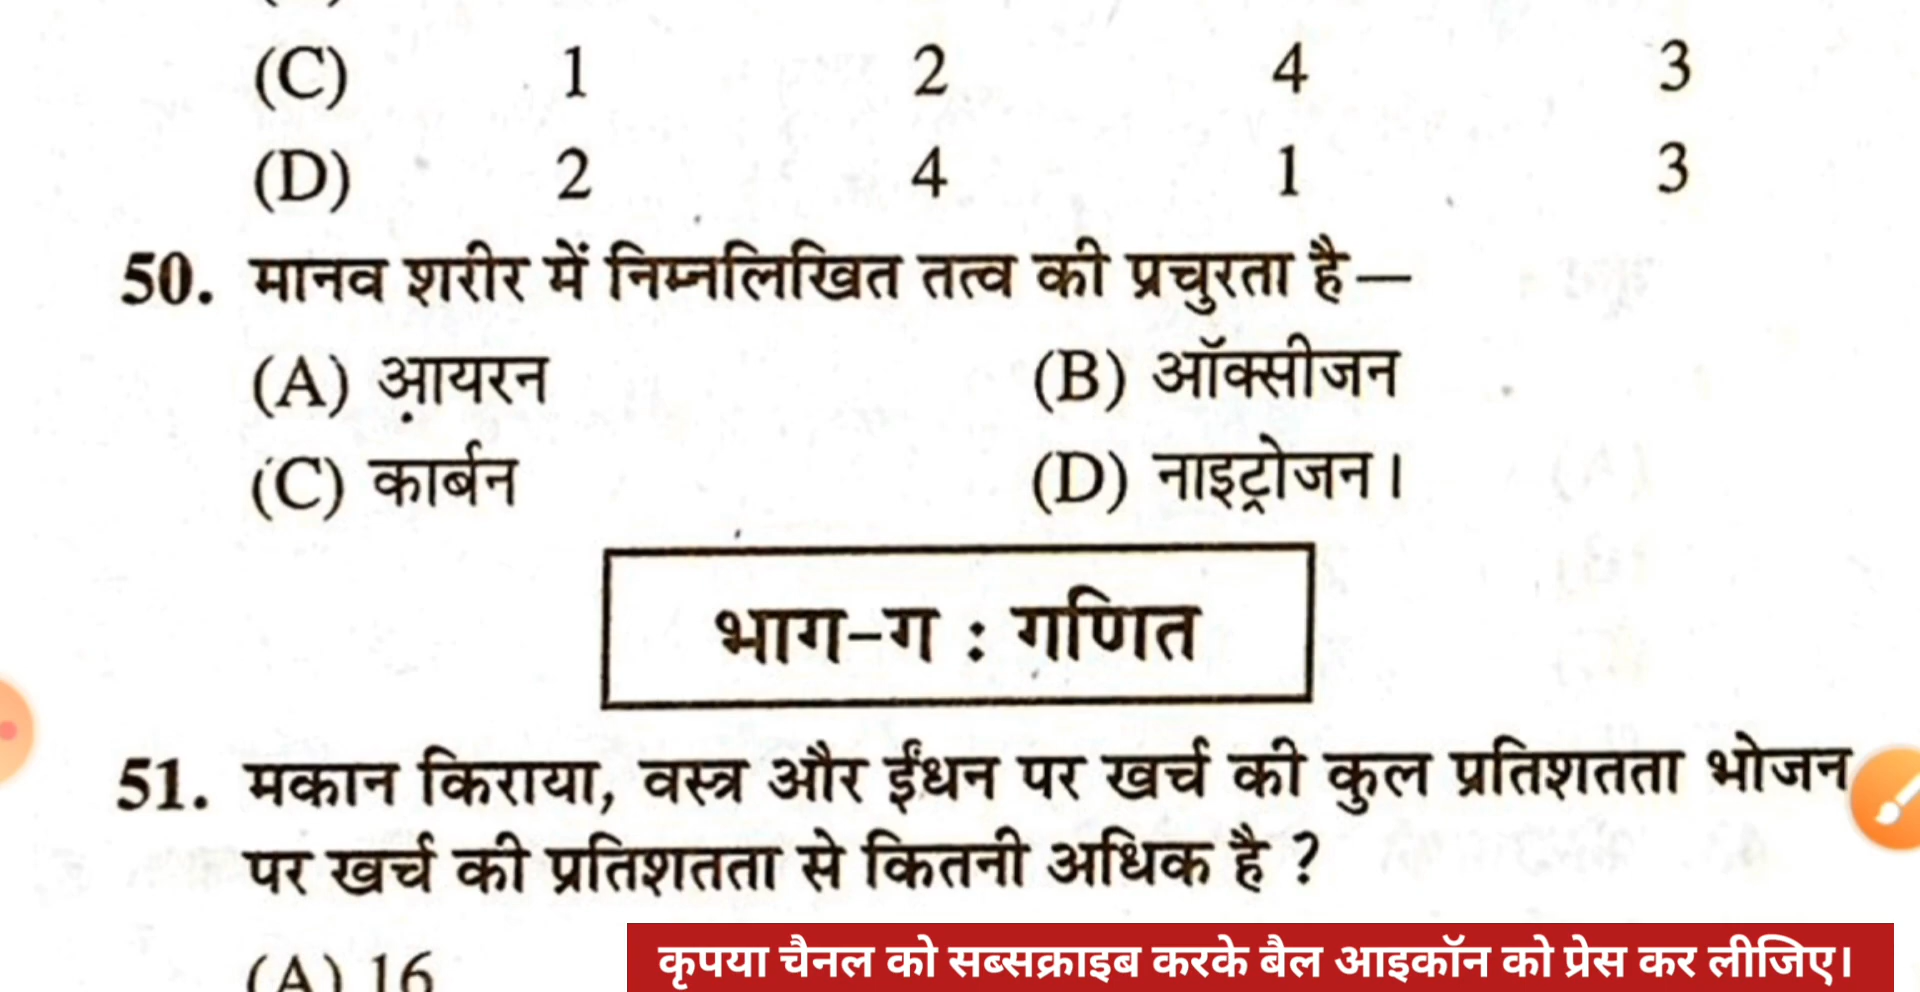 (C) 1 2 4 3
(D) 2 4 1 3
50. मानव शरीर में निम्नलिखित तत्व की प्रचुरता है—
(A) आयरन (B) ऑक्सीजन
(C) कार्बन (D) नाइट्रोजन।
भाग-ग : गणित
51. मकान किराया, वस्त्र और ईंधन पर खर्च की कुल प्रतिशतता भोजन
पर खर्च की प्रतिशतता से कितनी अधिक है ?
(A) 16
कृपया चैनल को सब्सक्राइब करके बैल आइकॉन को प्रेस कर लीजिए।